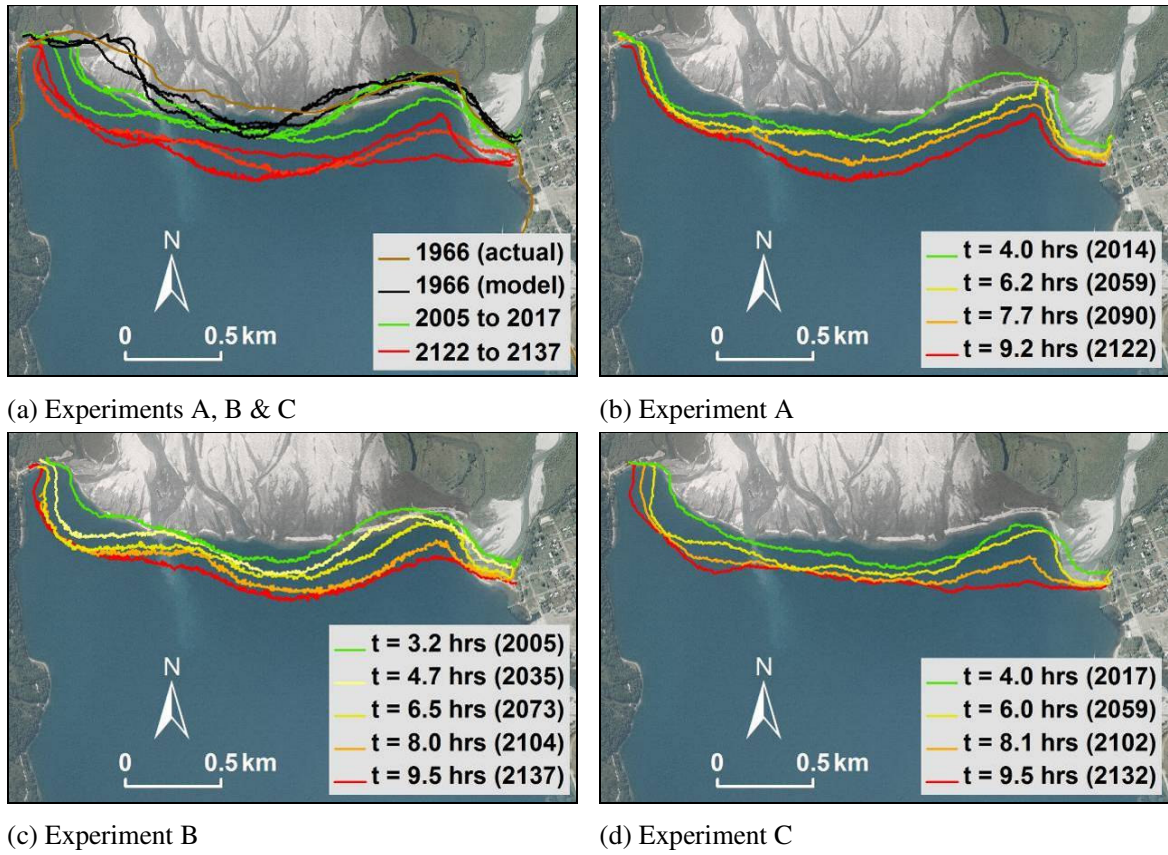 N
0 0.5 km
1966 (actual)
1966 (model)
2005 to 2017
2122 to 2137
(a) Experiments A, B & C
N
0 0.5 km
t = 4.0 hrs (2014)
t = 6.2 hrs (2059)
t = 7.7 hrs (2090)
t = 9.2 hrs (2122)
(b) Experiment A
N
0 0.5 km
t = 3.2 hrs (2005)
t = 4.7 hrs (2035)
t = 6.5 hrs (2073)
t = 8.0 hrs (2104)
t = 9.5 hrs (2137)
(c) Experiment B
N
0 0.5 km
t = 4.0 hrs (2017)
t = 6.0 hrs (2059)
t = 8.1 hrs (2102)
t = 9.5 hrs (2132)
(d) Experiment C